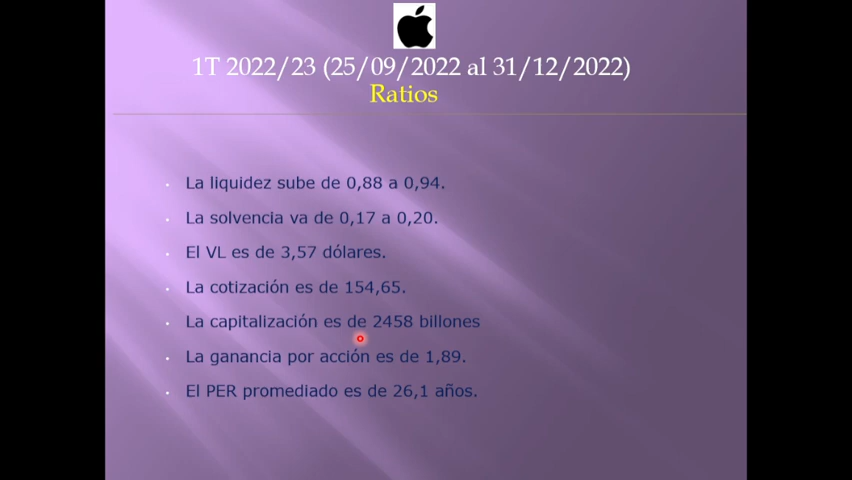 1T 2022/23 (25/09/2022 al 31/12/2022)
Ratios
La liquidez sube de 0,88 a 0,94.
La solvencia va de 0,17 a 0,20.
El VL es de 3,57 dólares.
La cotización es de 154,65.
La capitalización es de 2458 billones
La ganancia por acción es de 1,89.
El PER promediado es de 26,1 años.